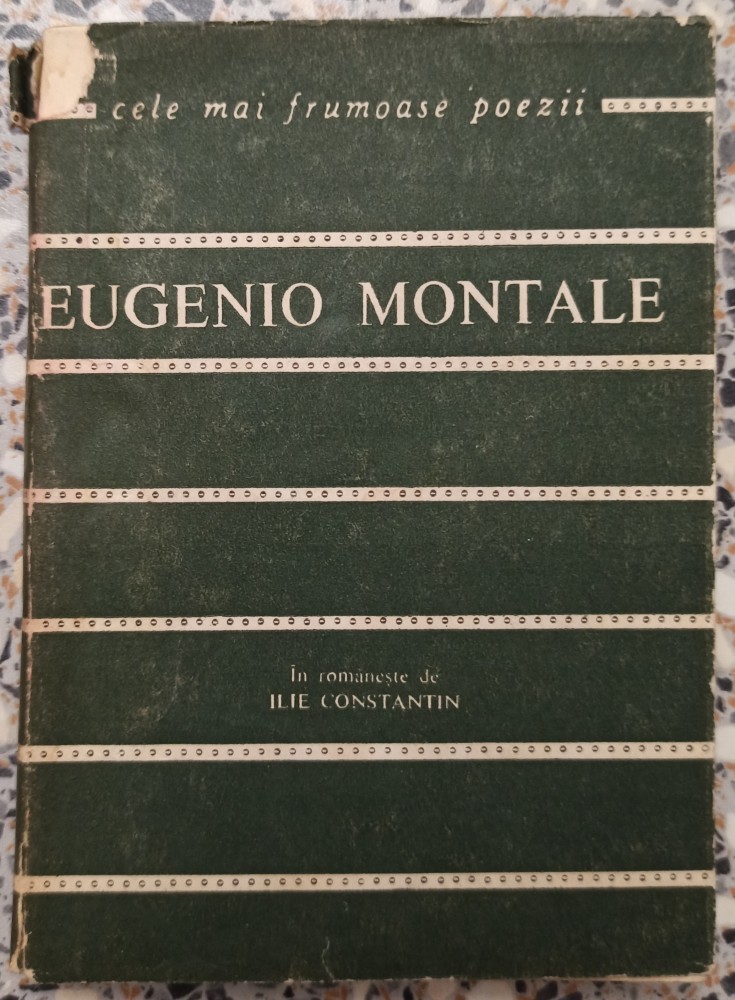 cele mai frumoase poezii
EUGENIO MONTALE
În românește de
ILIE CONSTANTIN